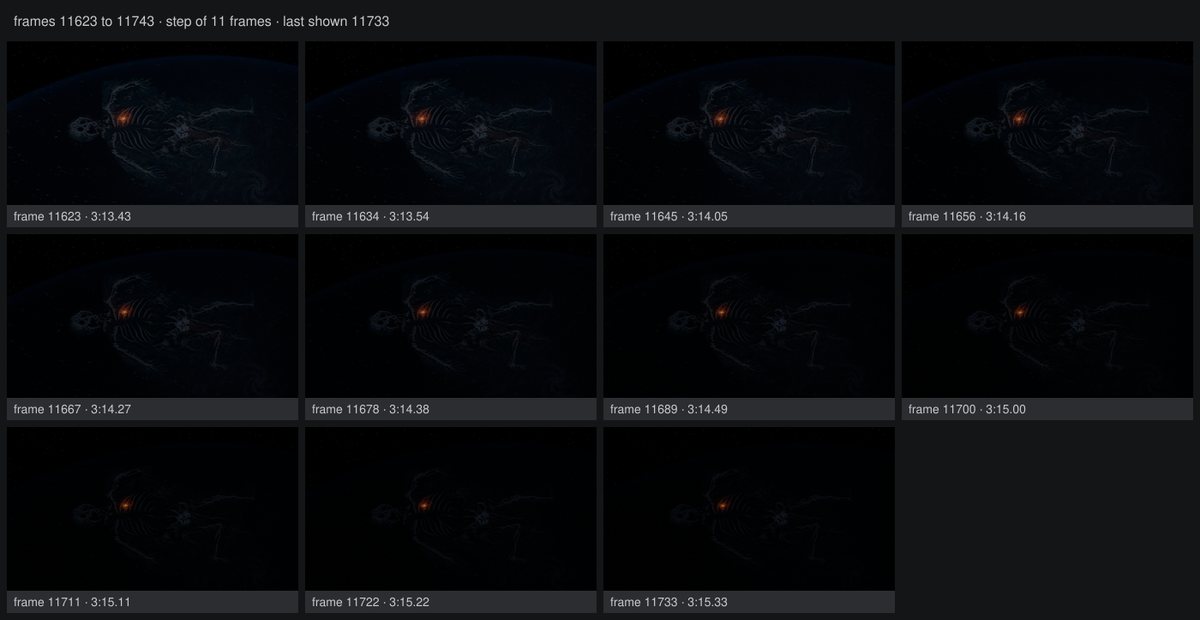 frames 11623 to 11743 · step of 11 frames · last shown 11733
frame 11623 · 3:13.43
frame 11634 · 3:13.54
frame 11645 · 3:14.05
frame 11656 · 3:14.16
frame 11667 · 3:14.27
frame 11678 · 3:14.38
frame 11689 · 3:14.49
frame 11700 · 3:15.00
frame 11711 · 3:15.11
frame 11722 · 3:15.22
frame 11733 · 3:15.33